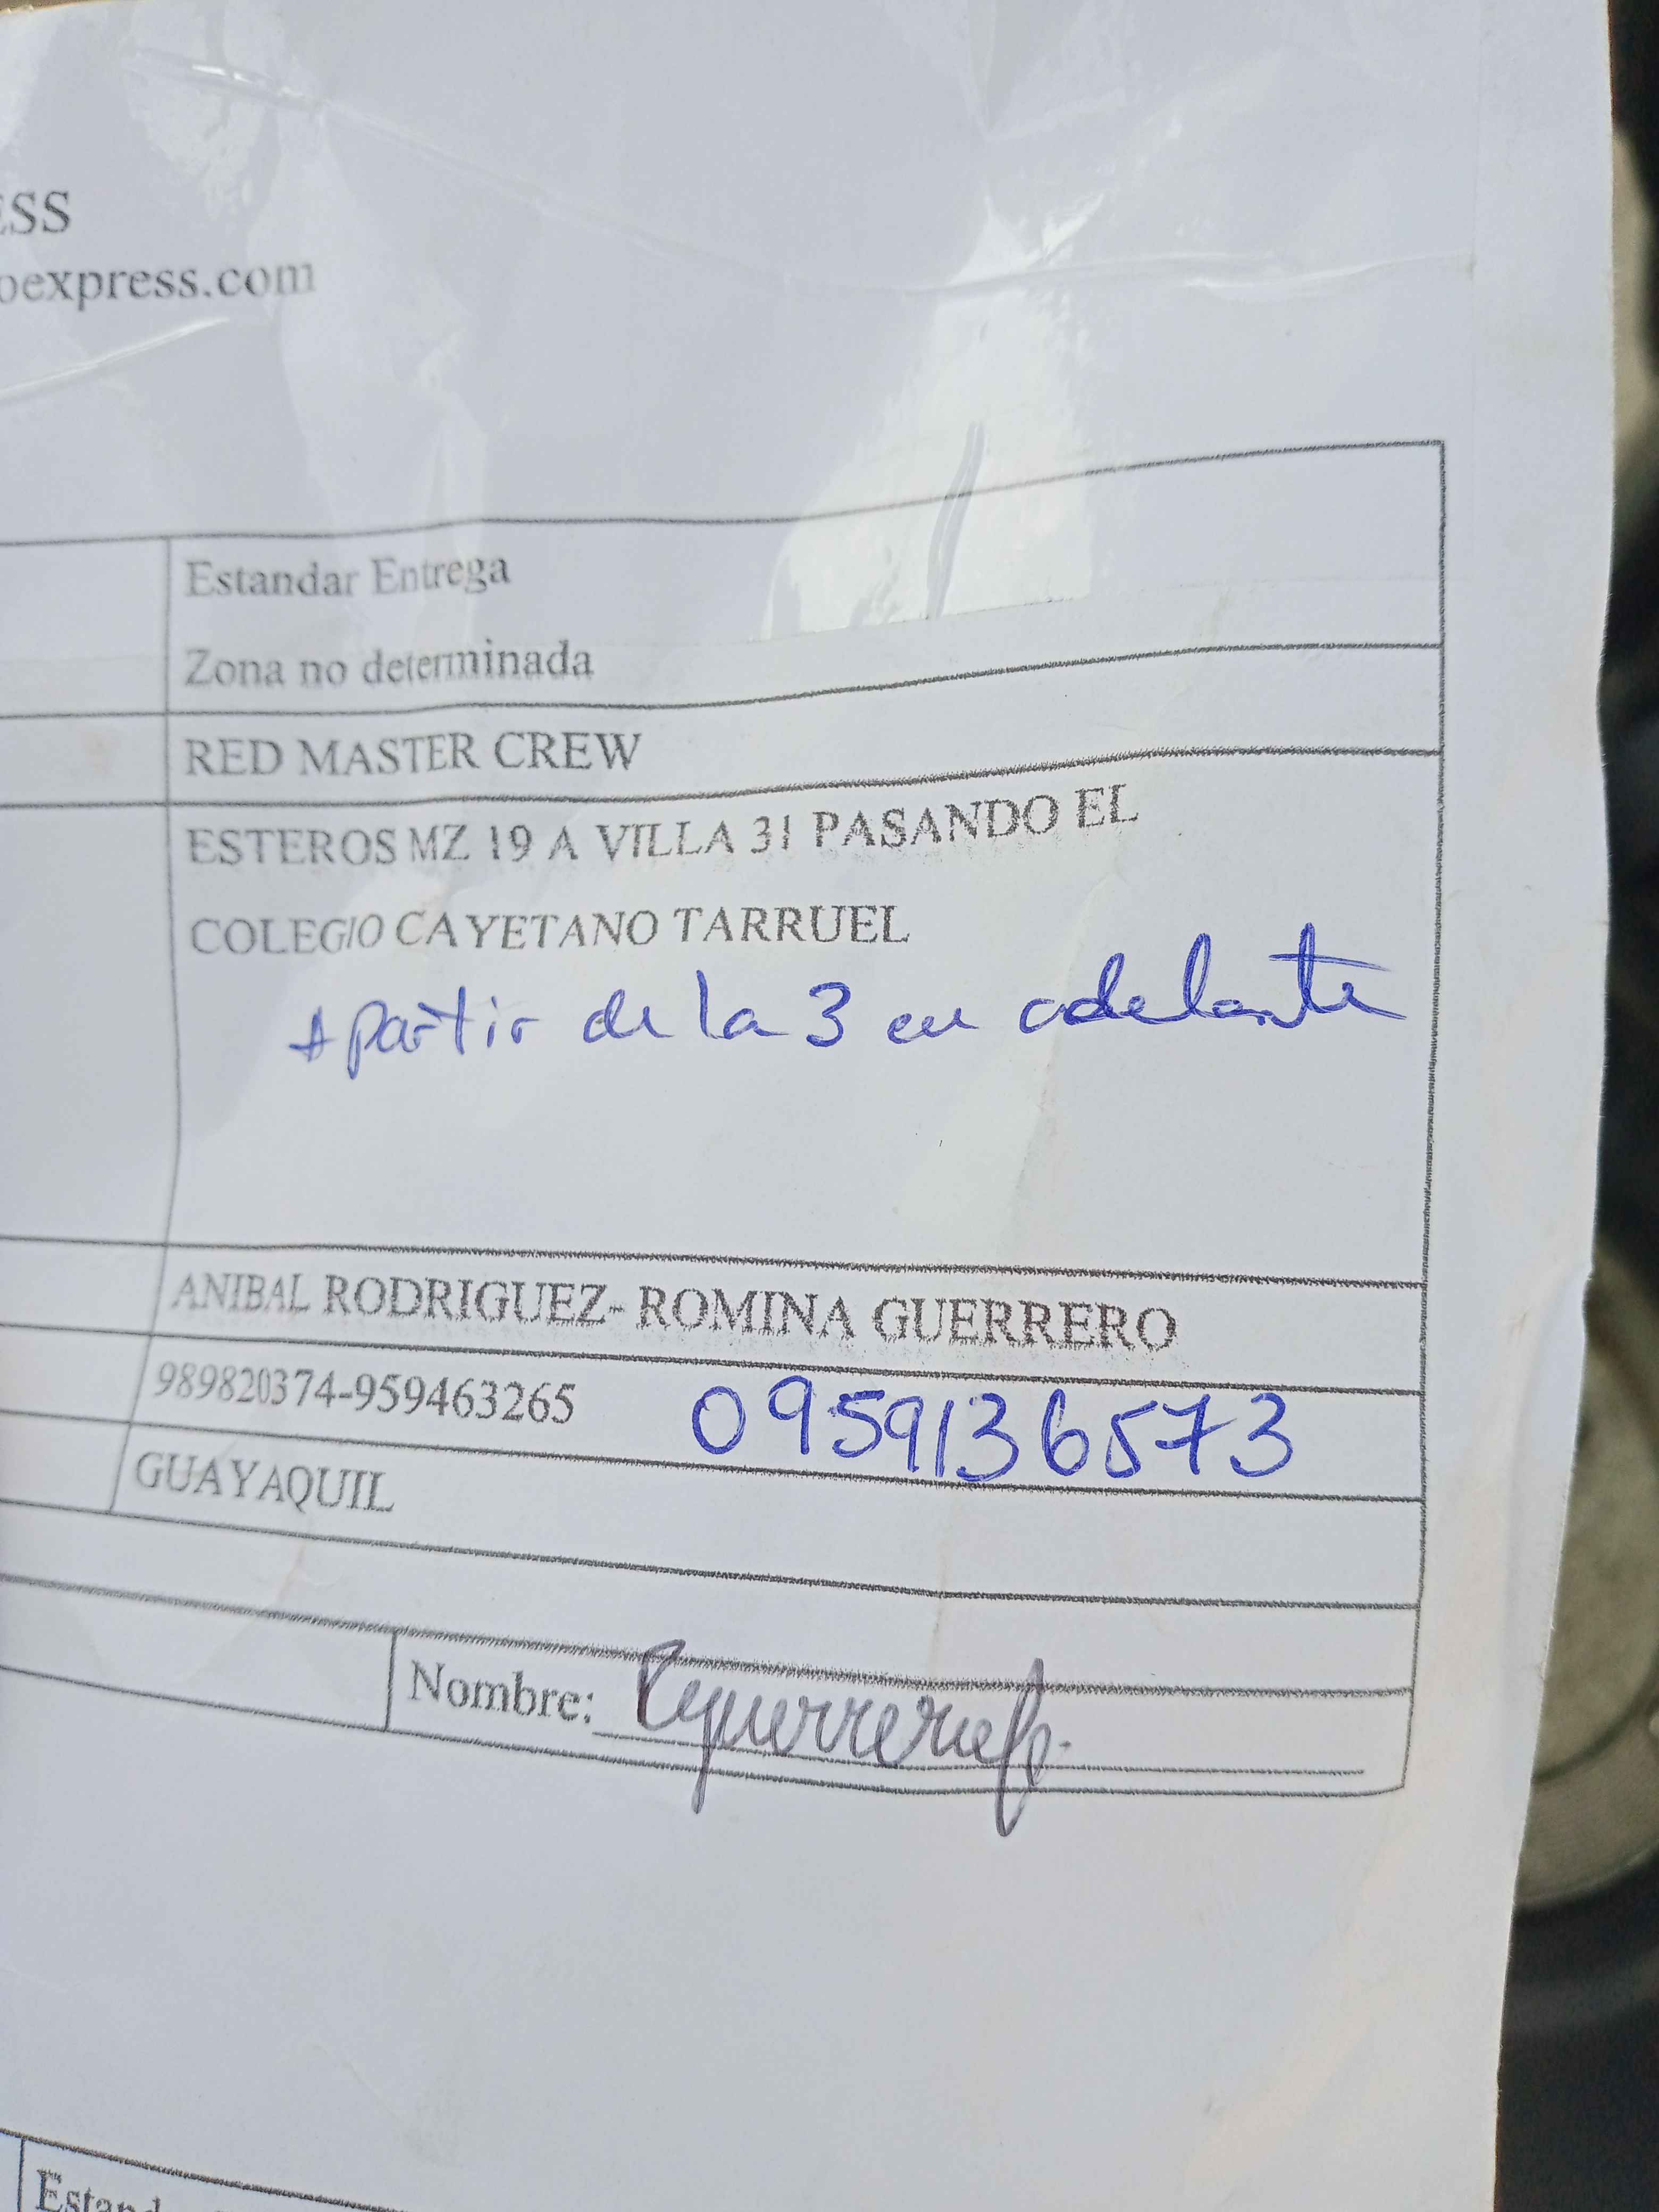 ESS
oexpress.com
Estandar Entrega
Zona no determinada
RED MASTER CREW
ESTEROS MZ 19 A VILLA 31 PASANDO EL
COLEGIO CAYETANO TARRUEL
A partir de la 3 en adelante
ANIBAL RODRIGUEZ- ROMINA GUERRERO
989820374-959463265 0959136573
GUAYAQUIL
Nombre:
Estand